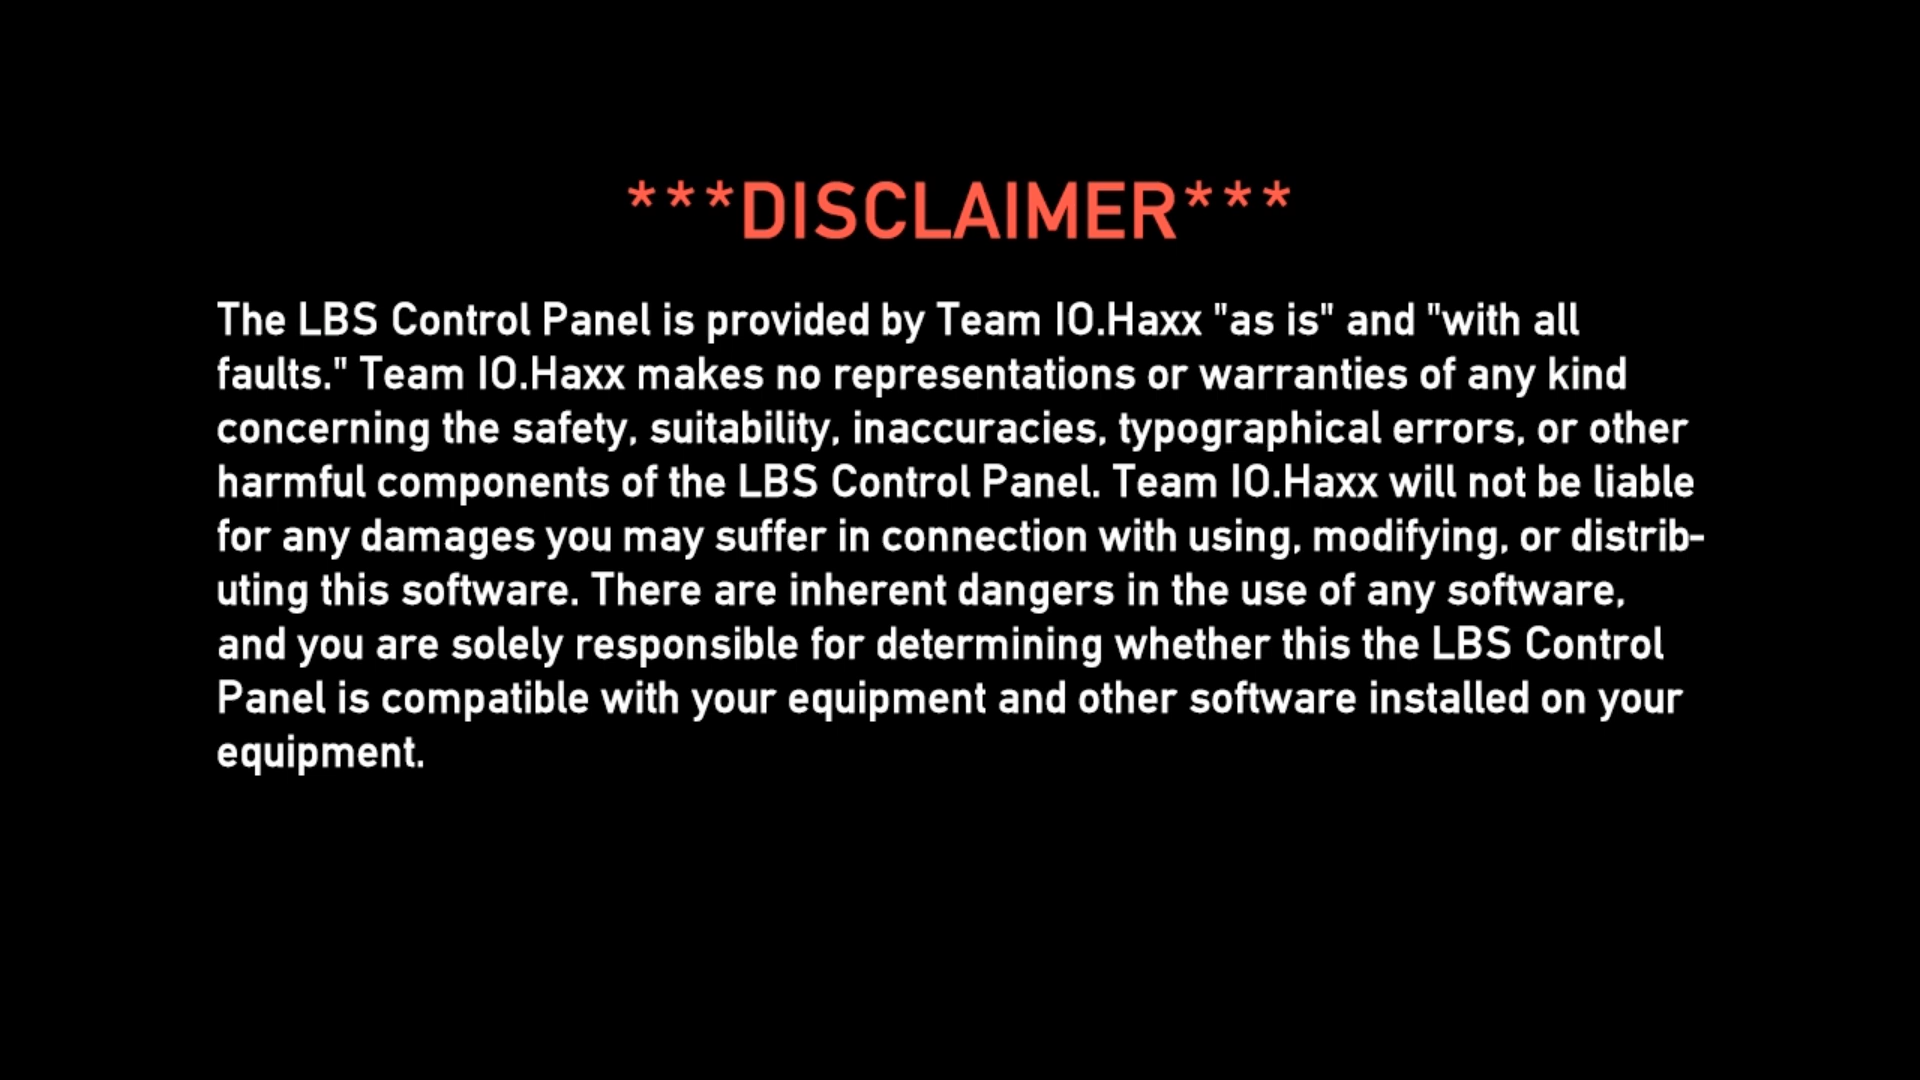 ***DISCLAIMER***
The LBS Control Panel is provided by Team IO.Haxx "as is" and "with all
faults." Team IO.Haxx makes no representations or warranties of any kind
concerning the safety, suitability, inaccuracies, typographical errors, or other
harmful components of the LBS Control Panel. Team IO.Haxx will not be liable
for any damages you may suffer in connection with using, modifying, or distrib-
uting this software. There are inherent dangers in the use of any software,
and you are solely responsible for determining whether this the LBS Control
Panel is compatible with your equipment and other software installed on your
equipment.